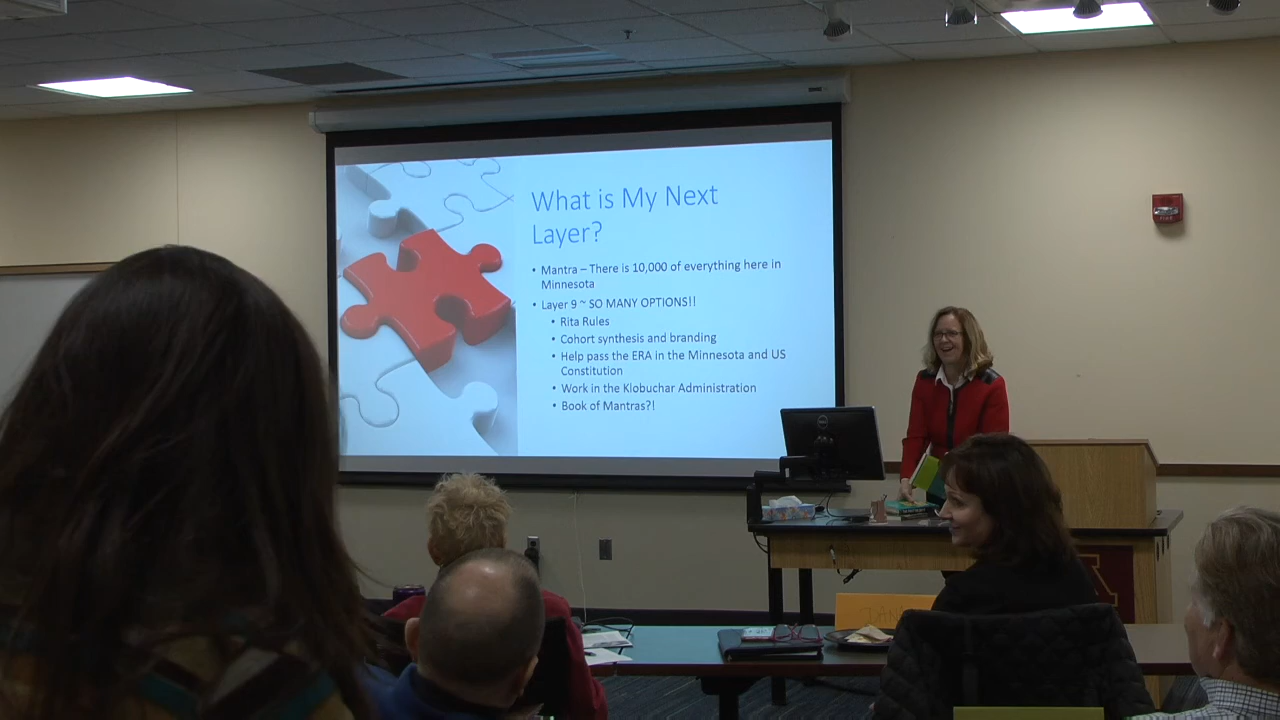 What is My Next
Layer?
• Mantra – There is 10,000 of everything here in
Minnesota
• Layer 9 ~ SO MANY OPTIONS!!
• Rita Rules
• Cohort synthesis and branding
• Help pass the ERA in the Minnesota and US
Constitution
• Work in the Klobuchar Administration
• Book of Mantras?!
FIRE
DELL